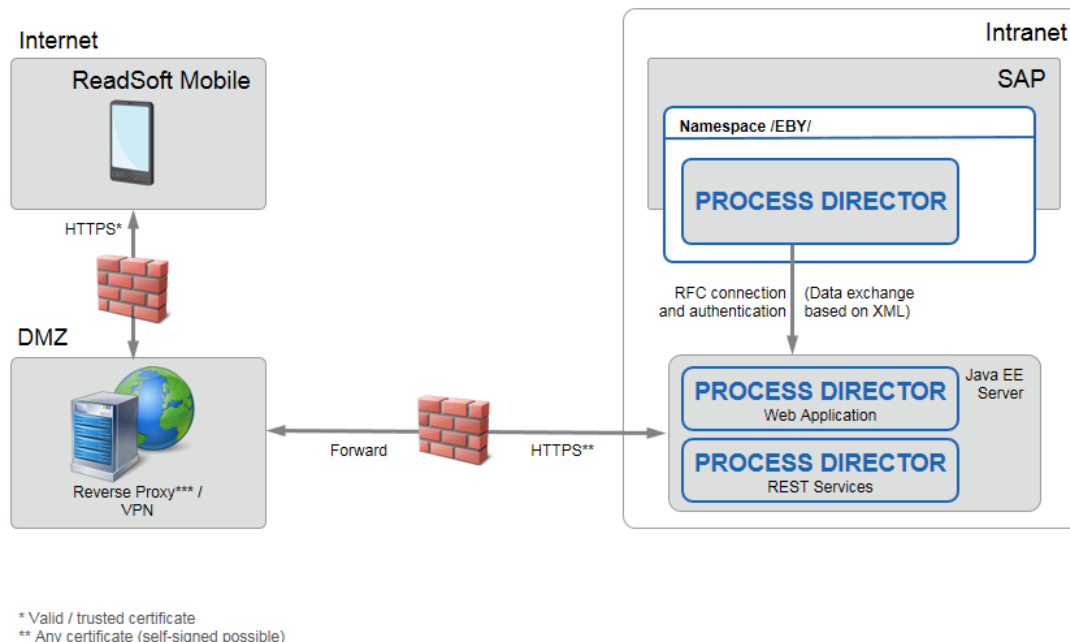 Internet
ReadSoft Mobile
HTTPS*
DMZ
Reverse Proxy*** /
VPN
Forward
HTTPS**
Intranet
SAP
Namespace /EBY/
PROCESS DIRECTOR
RFC connection
and authentication
(Data exchange
based on XML)
Java EE
Server
PROCESS DIRECTOR
Web Application
PROCESS DIRECTOR
REST Services
* Valid / trusted certificate
** Any certificate (self-signed possible)